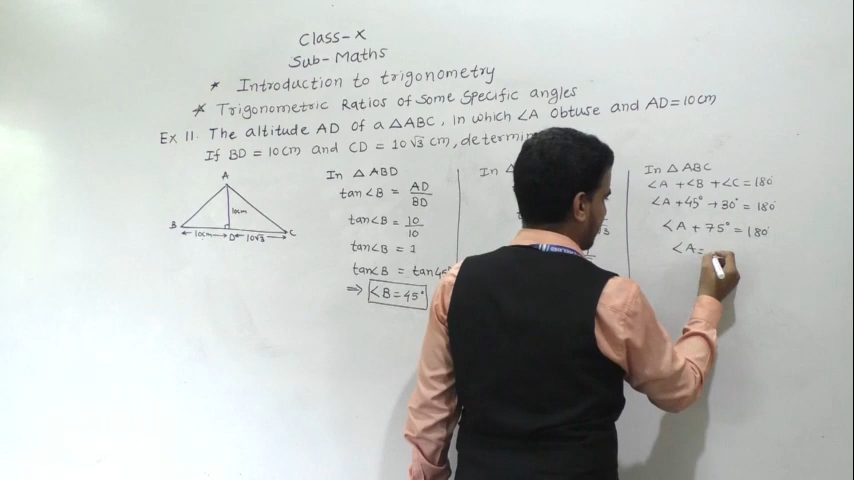 Class-X
Sub-Maths
* Introduction to trigonometry
* Trigonometric Ratios of Some Specific angles
Ex 11. The altitude AD of a △ABC, in which ∠A obtuse and AD=10cm
If BD = 10cm and CD = 10√3 cm,
A
10cm
B D C
10cm 10√3
In △ ABD
tan∠B = AD/BD
tan∠B = 10/10
tan∠B = 1
tan∠B = tan45°
⇒ ∠B = 45°
In △
√3
1
In △ ABC
∠A + ∠B + ∠C = 180°
∠A + 45° + 30° = 180°
∠A + 75° = 180°
∠A =